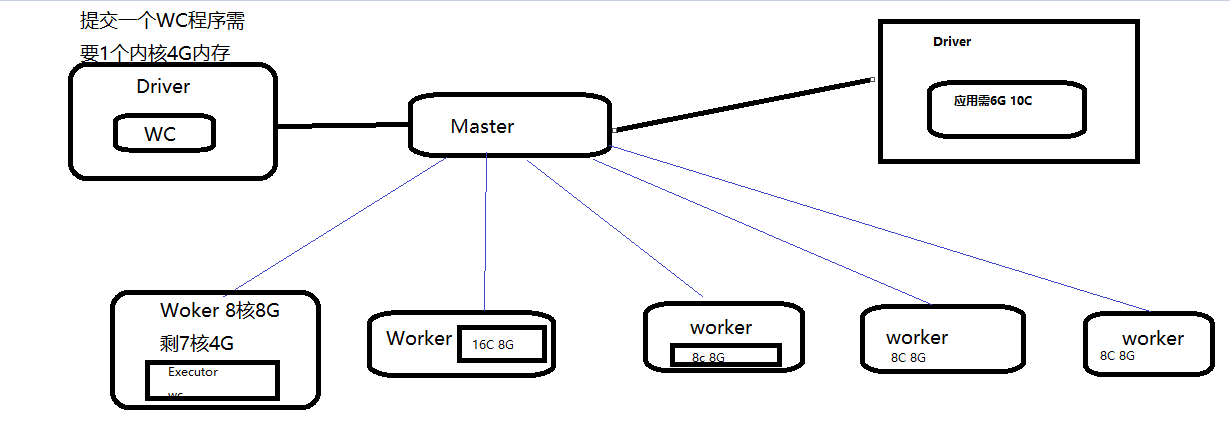 提交一个WC程序需
要1个内核4G内存
Driver
WC
Master
Driver
应用需6G 10C
Woker 8核8G
剩7核4G
Executor
wc
Worker
16C 8G
worker
8c 8G
worker
8C 8G
worker
8C 8G